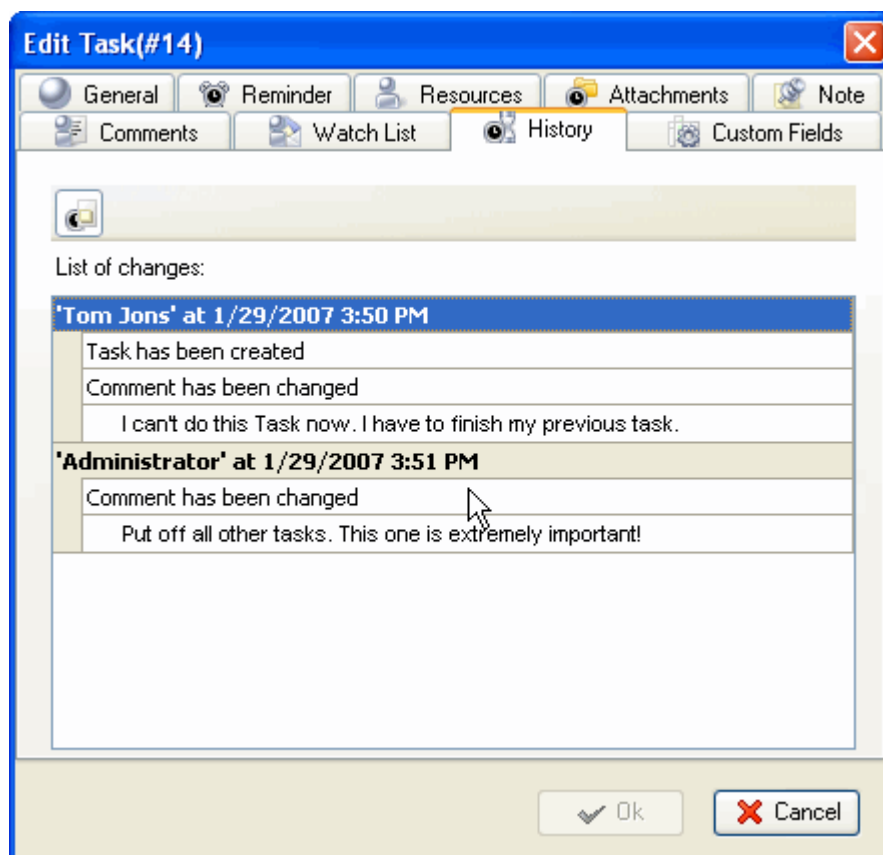 Edit Task(#14)
General Reminder Resources Attachments Note
Comments Watch List History Custom Fields
List of changes:
'Tom Jons' at 1/29/2007 3:50 PM
Task has been created
Comment has been changed
I can't do this Task now. I have to finish my previous task.
'Administrator' at 1/29/2007 3:51 PM
Comment has been changed
Put off all other tasks. This one is extremely important!
Ok Cancel